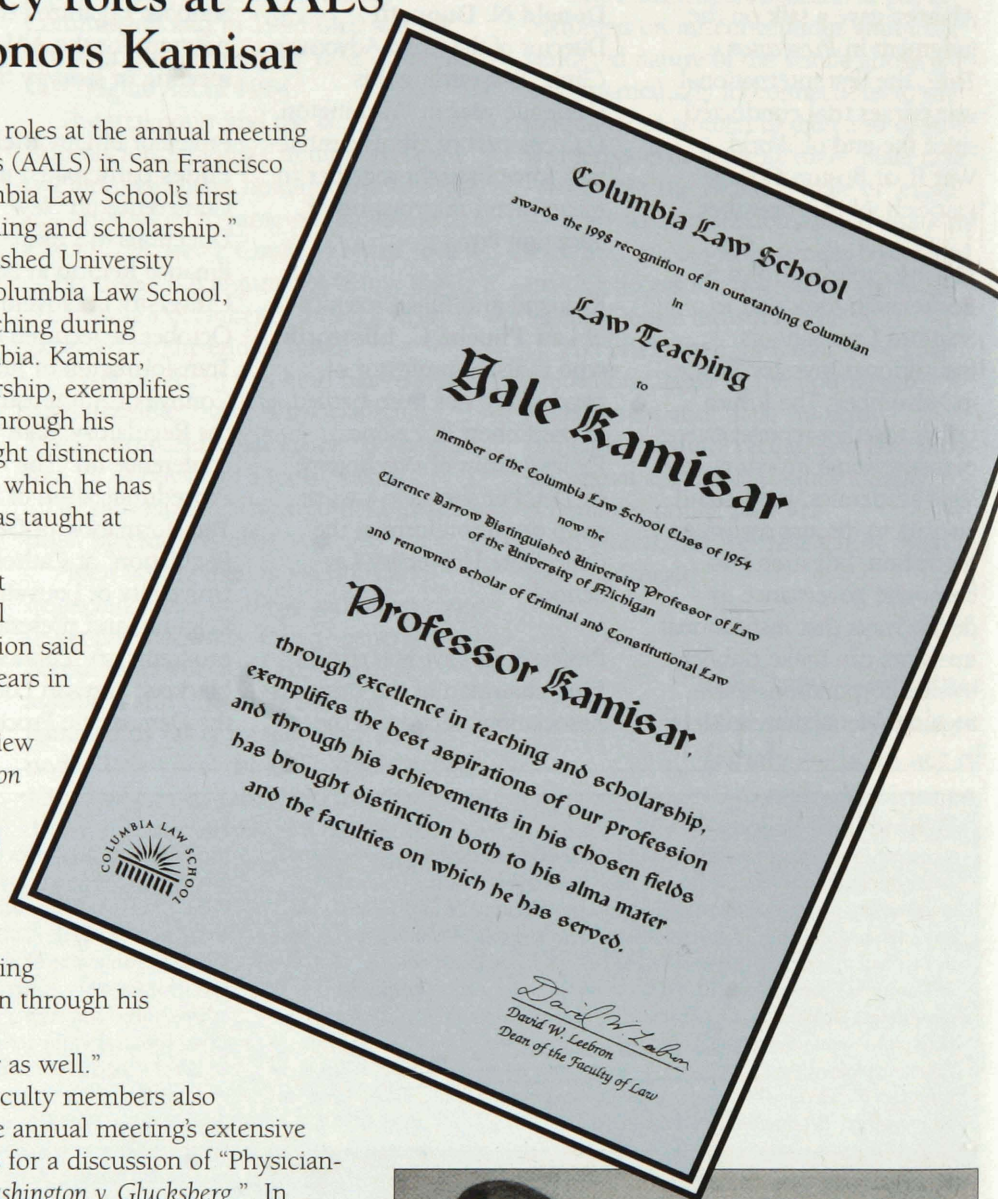 ey roles at AALS
onors Kamisar
roles at the annual meeting
s (AALS) in San Francisco
mbia Law School's first
ing and scholarship."
shed University
olumbia Law School,
ching during
bia. Kamisar,
rship, exemplifies
hrough his
ght distinction
which he has
as taught at
t
l
ion said
ears in
ew
on
ing
n through his
as well."
culty members also
e annual meeting's extensive
for a discussion of "Physician-
shington v. Glucksberg." In
Columbia Law School
awards the 1998 recognition of an outstanding Columbian
in
Law Teaching
to
Yale Kamisar
member of the Columbia Law School Class of 1954
now the
Clarence Darrow Distinguished University Professor of Law
of the University of Michigan
and renowned scholar of Criminal and Constitutional Law
Professor Kamisar,
through excellence in teaching and scholarship,
exemplifies the best aspirations of our profession
and through his achievements in his chosen fields
has brought distinction both to his alma mater
and the faculties on which he has served.
COLUMBIA LAW SCHOOL
David W. Leebron
David W. Leebron
Dean of the Faculty of Law